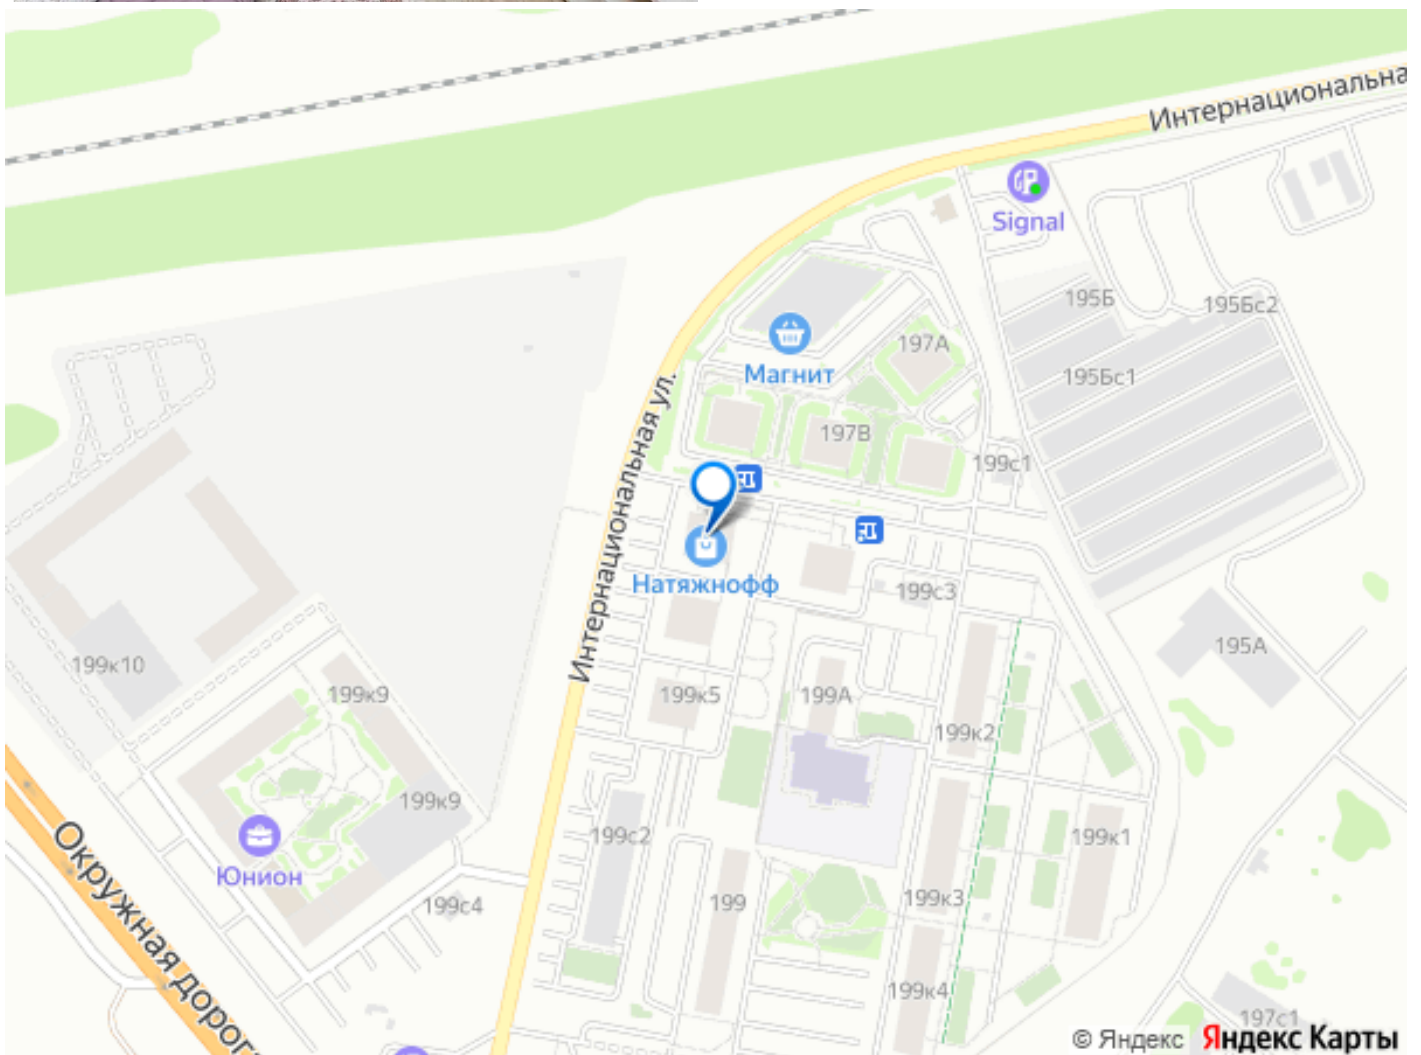 Интернациональна
Signal
195Б
195Бс2
197А
Магнит
195Бс1
Интернациональная ул.
197В
199с1
Натяжнофф
199с3
195А
199к10
199к9
199к5
199А
199к2
199к9
Окружная дорог
Юнион
199с2
199к1
199с4
199
199к3
199к4
197с1
© Яндекс Яндекс Карты